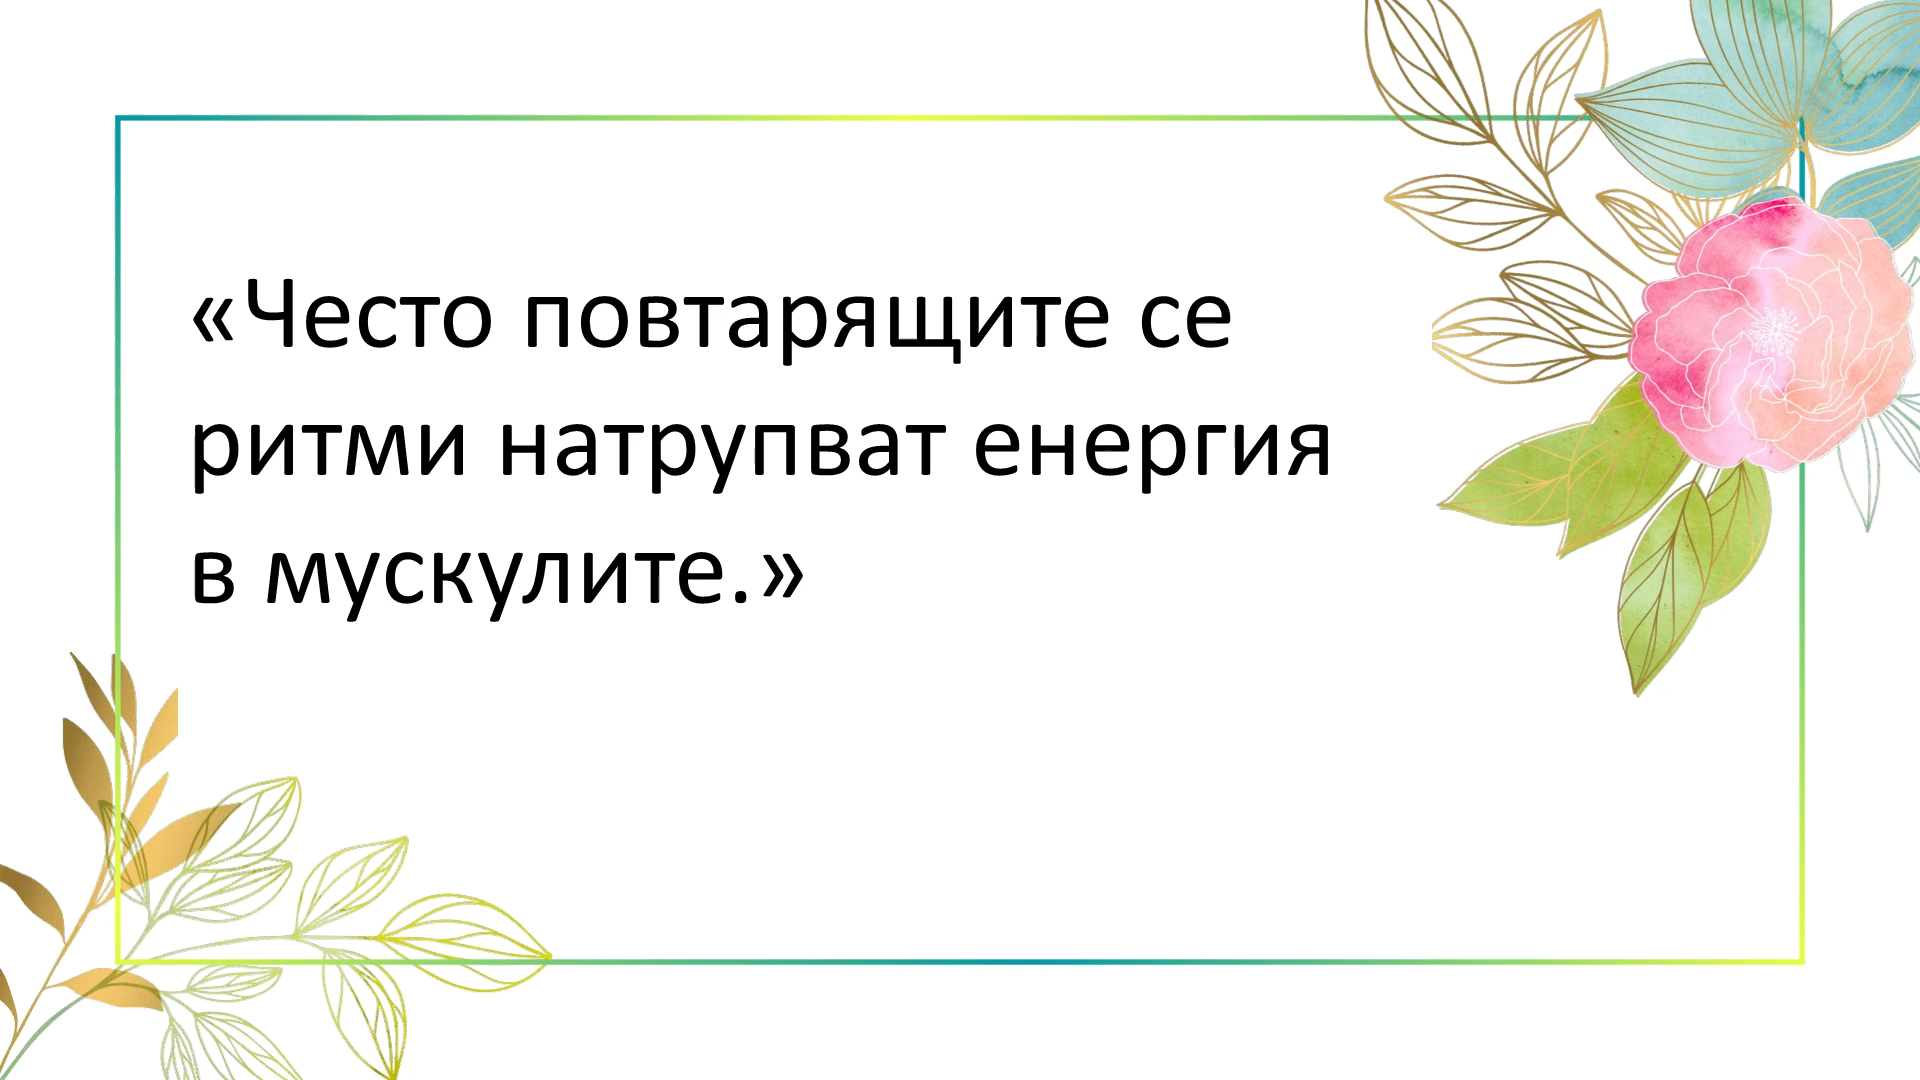 «Често повтарящите се
ритми натрупват енергия
в мускулите.»